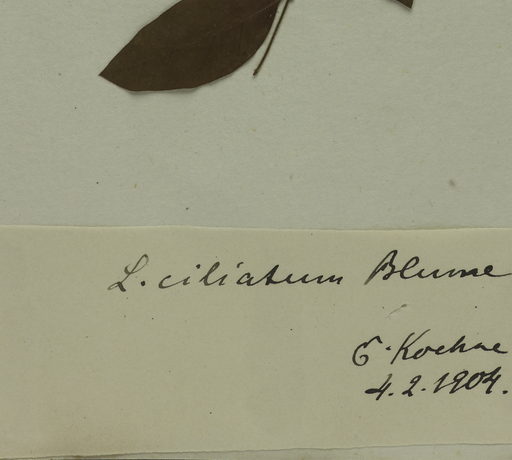 L. ciliatum Blume
E. Koehne
4.2.1904.